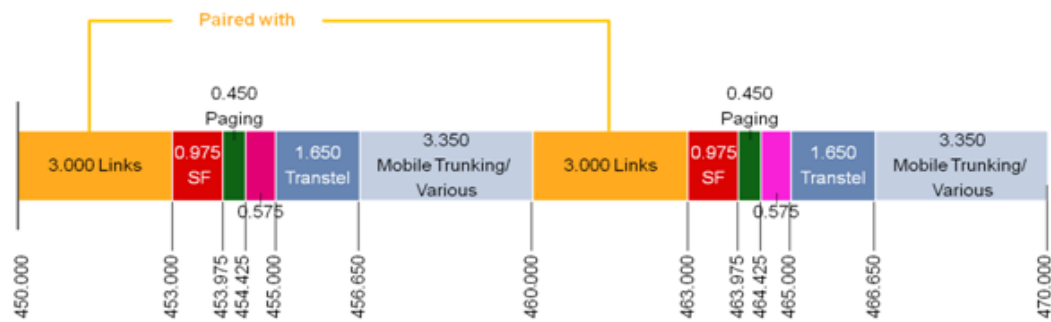 Paired with
0.450
Paging
0.450
Paging
3.000 Links
0.975
SF
1.650
Transtel
3.350
Mobile Trunking/
Various
3.000 Links
0.975
SF
1.650
Transtel
3.350
Mobile Trunking/
Various
0.575
0.575
450.000
453.000
453.975
454.425
455.000
456.650
460.000
463.000
463.975
464.425
465.000
466.650
470.000